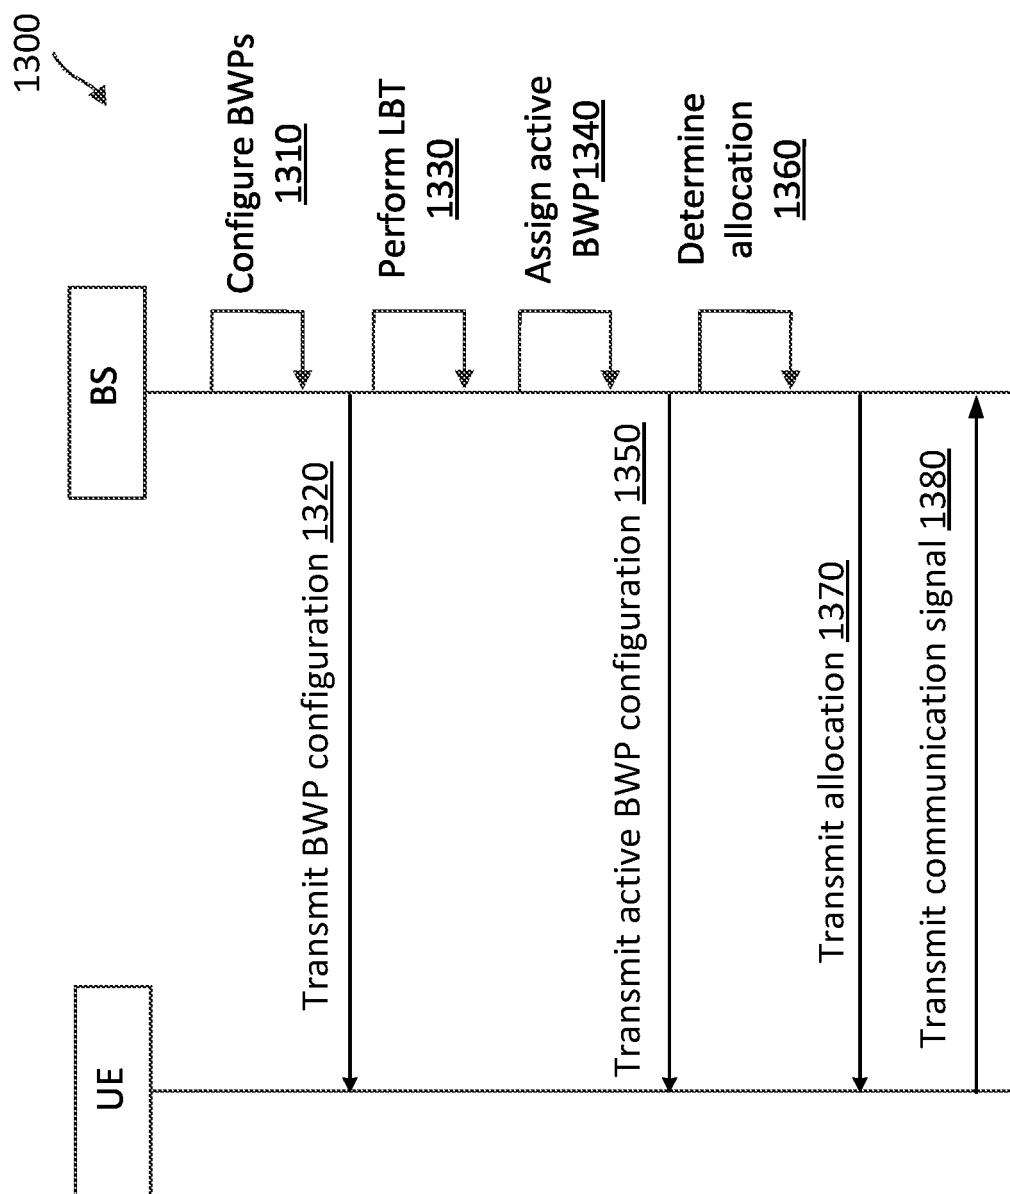 1300
UE
BS
Configure BWPs
1310
Transmit BWP configuration 1320
Perform LBT
1330
Assign active
BWP1340
Transmit active BWP configuration 1350
Determine
allocation
1360
Transmit allocation 1370
Transmit communication signal 1380